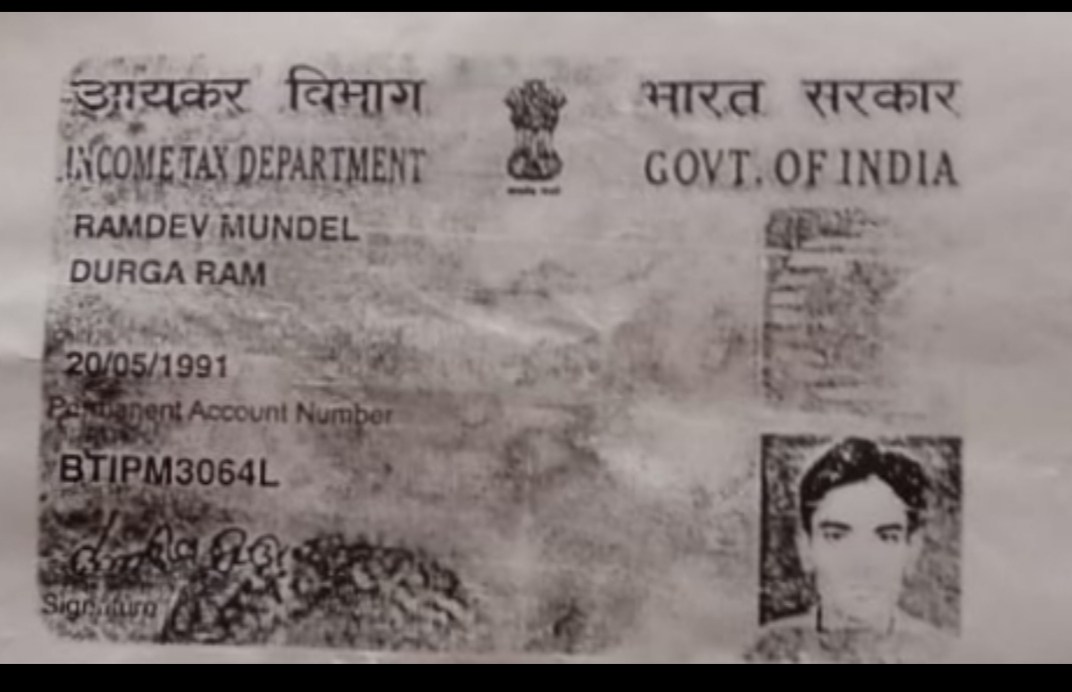 आयकर विभाग
भारत सरकार
INCOME TAX DEPARTMENT
GOVT. OF INDIA
RAMDEV MUNDEL
DURGA RAM
20/05/1991
Permanent Account Number
BTIPM3064L
Signature